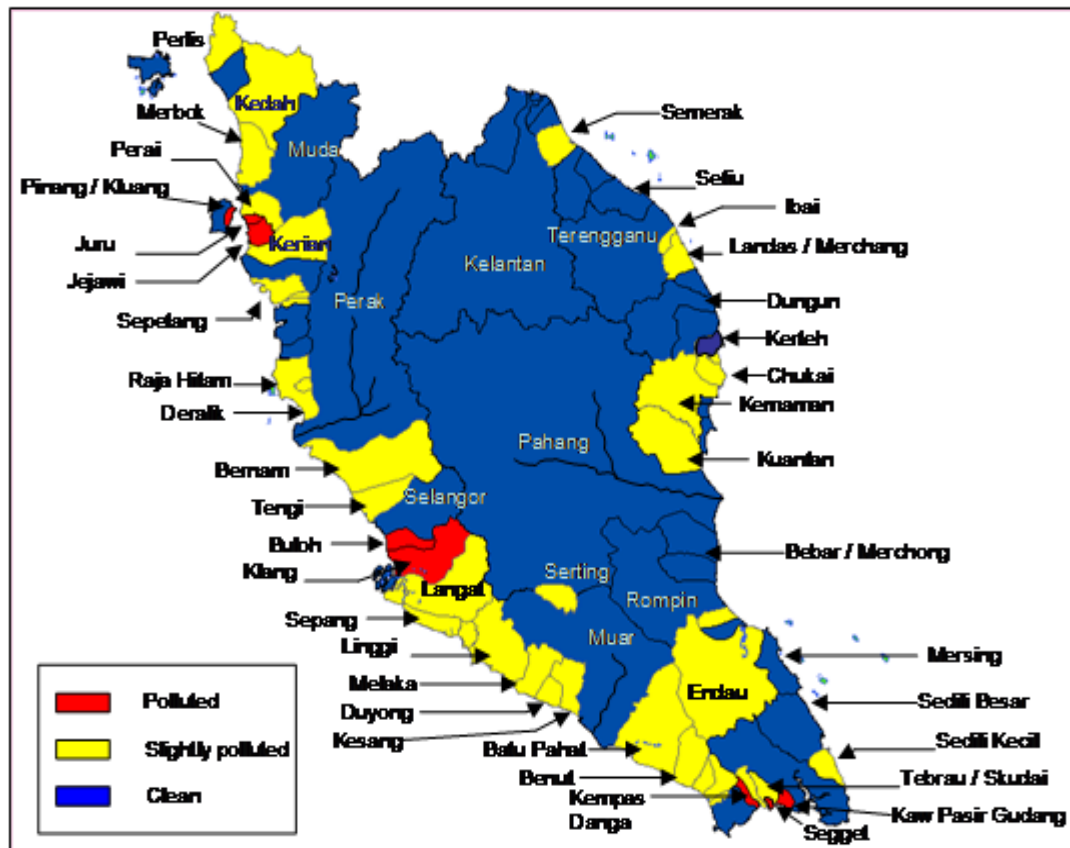 Perlis
Kedah
Merbok
Semerak
Muda
Perai
Pinang / Kluang
Setiu
Ibai
Terengganu
Juru
Kerian
Landas / Merchang
Kelantan
Jejawi
Perak
Dungun
Sepetang
Kerteh
Raja Hitam
Chukai
Deralik
Kemaman
Pahang
Bernam
Kuantan
Selangor
Tengi
Buloh
Bebar / Merchong
Klang
Serting
Langat
Rompin
Sepang
Muar
Linggi
Mersing
Melaka
Endau
Polluted
Sedili Besar
Duyong
Kesang
Slightly polluted
Batu Pahat
Sedili Kecil
Benut
Tebrau / Skudai
Clean
Kempas
Danga
Kaw Pasir Gudang
Segget